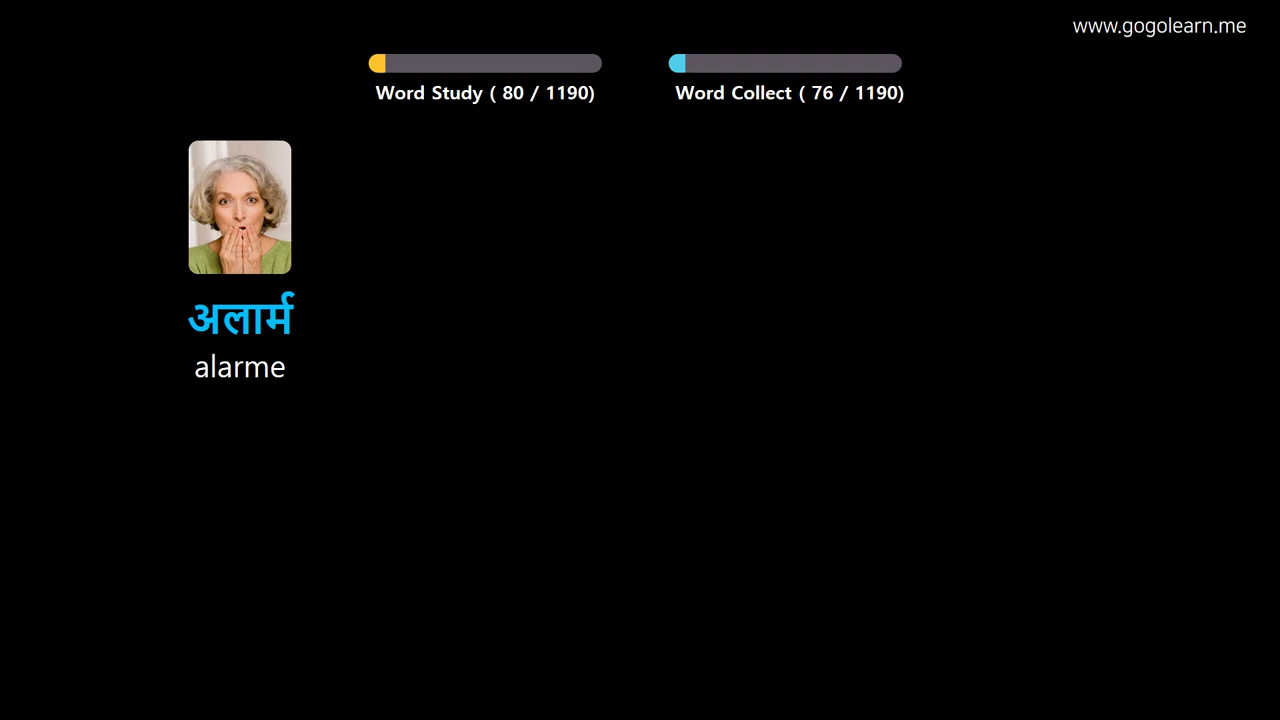 www.gogolearn.me
Word Study ( 80 / 1190)
Word Collect ( 76 / 1190)
अलार्म
alarme